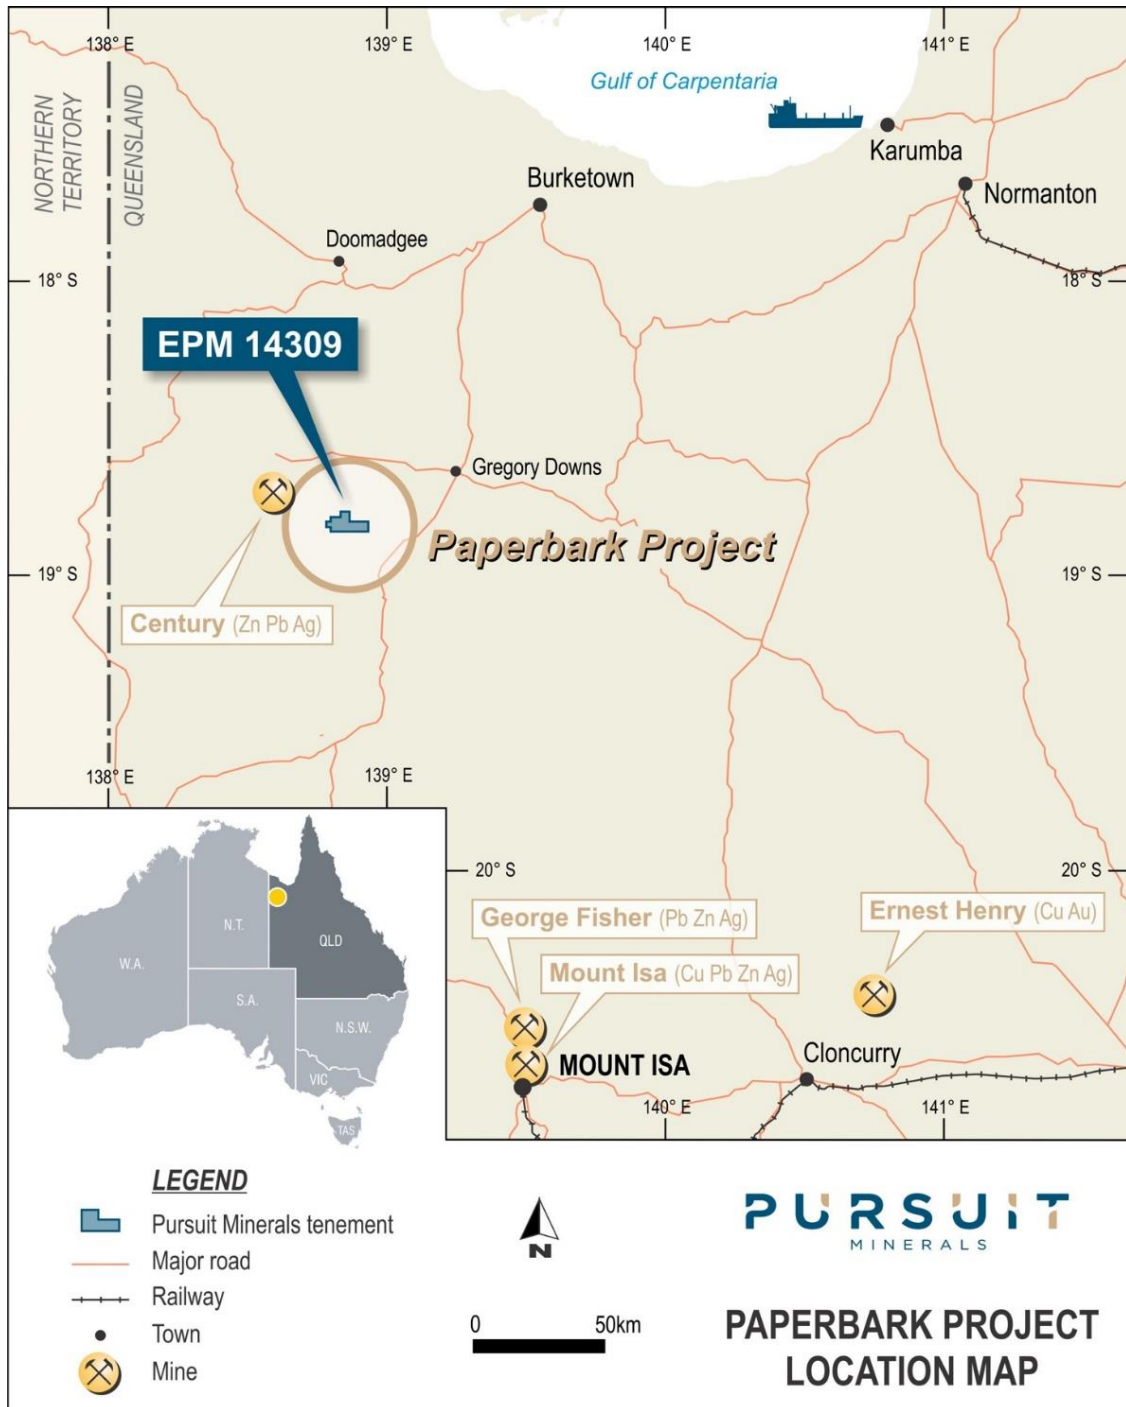 138° E
139° E
140° E
141° E
Gulf of Carpentaria
NORTHERN
TERRITORY
QUEENSLAND
Karumba
Burketown
Normanton
Doomadgee
18° S
18° S
EPM 14309
Gregory Downs
Paperbark Project
19° S
19° S
Century (Zn Pb Ag)
138° E
139° E
20° S
20° S
W.A.
N.T.
QLD
S.A.
N.S.W.
VIC
TAS
George Fisher (Pb Zn Ag)
Ernest Henry (Cu Au)
Mount Isa (Cu Pb Zn Ag)
MOUNT ISA
Cloncurry
140° E
141° E
LEGEND
Pursuit Minerals tenement
Major road
Railway
Town
Mine
N
0 50km
PURSUIT
MINERALS
PAPERBARK PROJECT
LOCATION MAP